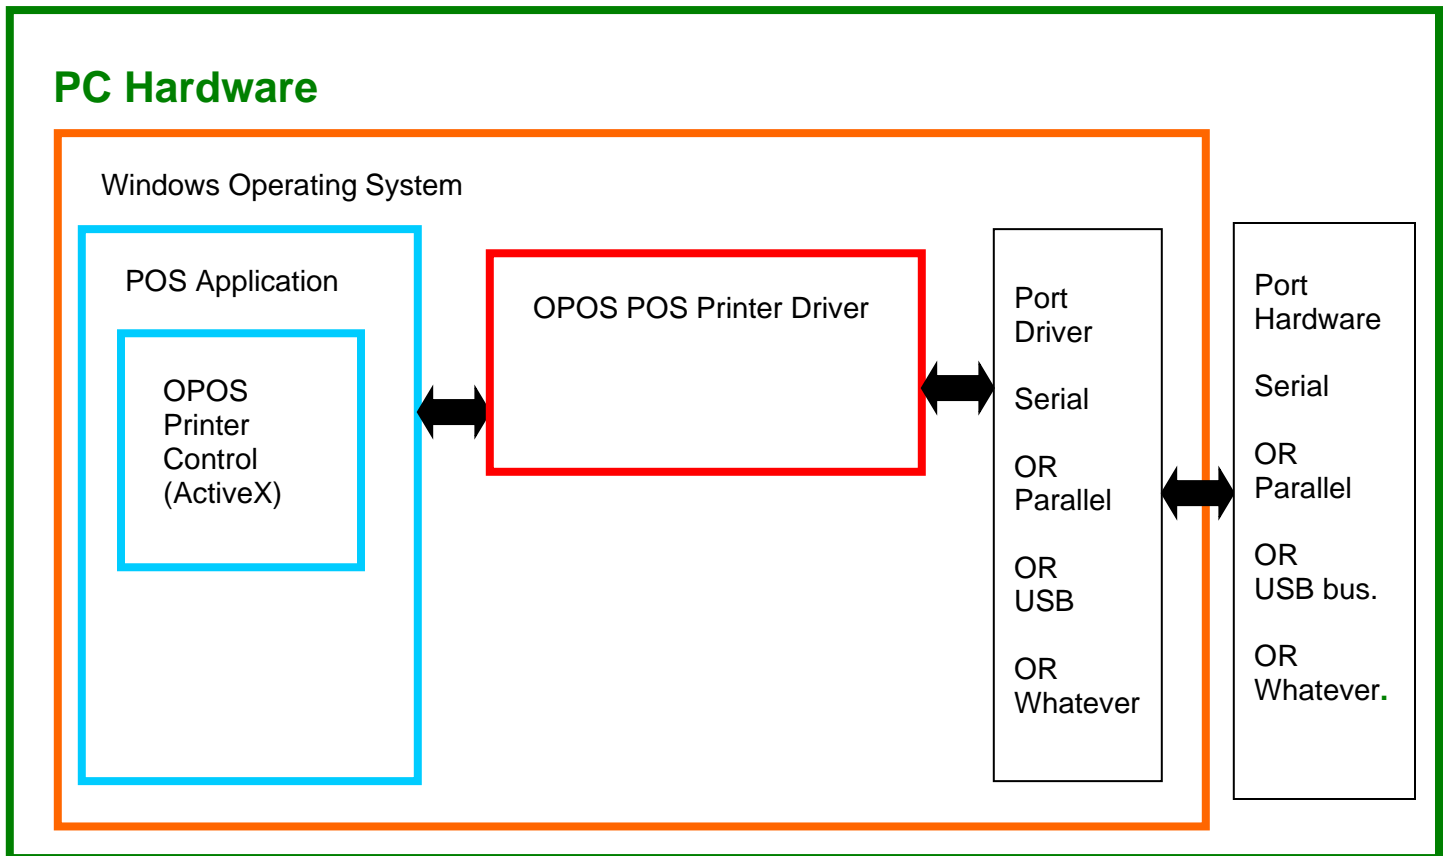 PC Hardware
Windows Operating System
POS Application
OPOS
Printer
Control
(ActiveX)
OPOS POS Printer Driver
Port
Driver
Serial
OR
Parallel
OR
USB
OR
Whatever
Port
Hardware
Serial
OR
Parallel
OR
USB bus.
OR
Whatever.